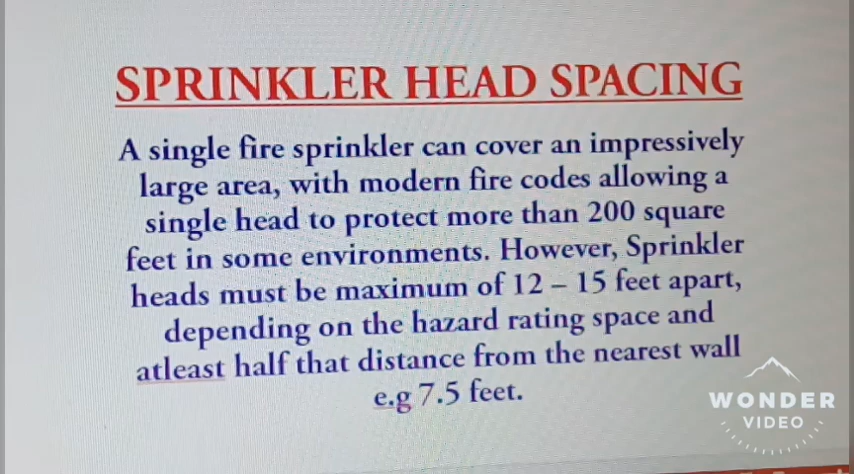 SPRINKLER HEAD SPACING
A single fire sprinkler can cover an impressively
large area, with modern fire codes allowing a
single head to protect more than 200 square
feet in some environments. However, Sprinkler
heads must be maximum of 12 – 15 feet apart,
depending on the hazard rating space and
atleast half that distance from the nearest wall
e.g 7.5 feet.
WONDER
VIDEO